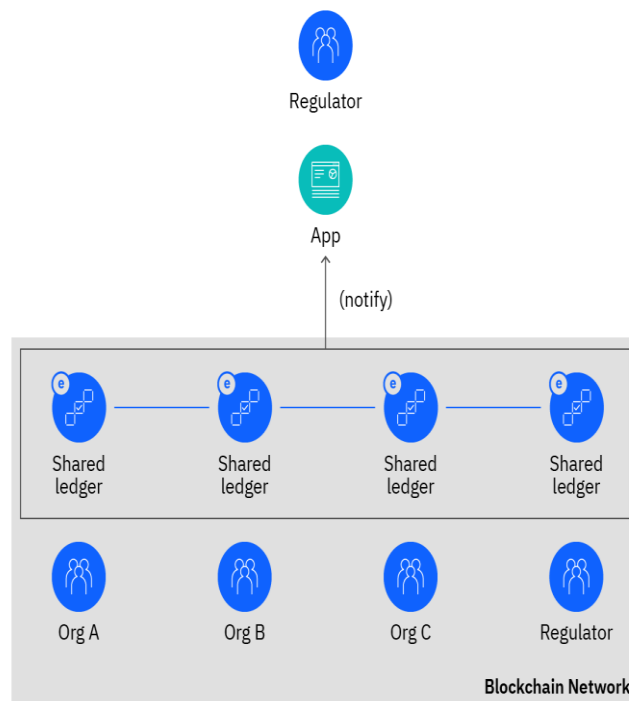 Regulator
App
(notify)
e e e e
Shared Shared Shared Shared
ledger ledger ledger ledger
Org A Org B Org C Regulator
Blockchain Network